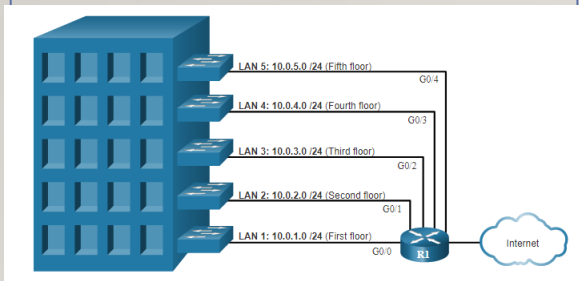 LAN 5: 10.0.5.0 /24 (Fifth floor)
G0/4
LAN 4: 10.0.4.0 /24 (Fourth floor)
G0/3
LAN 3: 10.0.3.0 /24 (Third floor)
G0/2
LAN 2: 10.0.2.0 /24 (Second floor)
G0/1
LAN 1: 10.0.1.0 /24 (First floor)
G0/0
R1
Internet